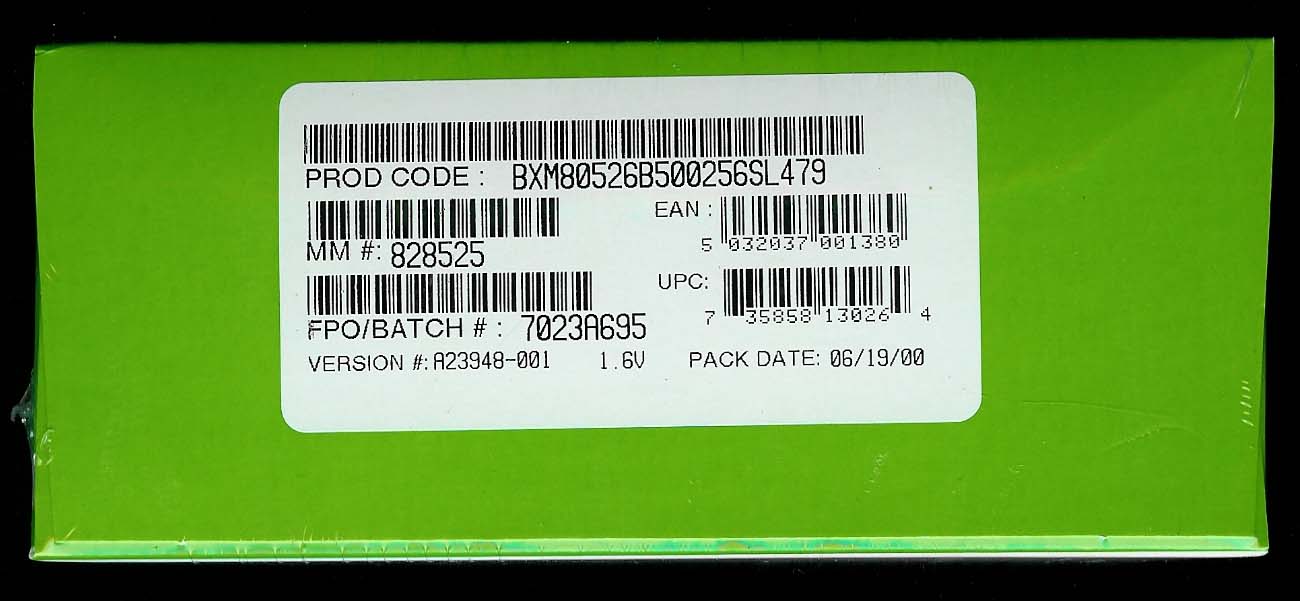 PROD CODE : BXM80526B500256SL479
EAN :
5 032037 001380
MM #: 828525
UPC:
7 35858 13026 4
FPO/BATCH # : 7023A695
VERSION #: A23948-001 1.6V PACK DATE: 06/19/00